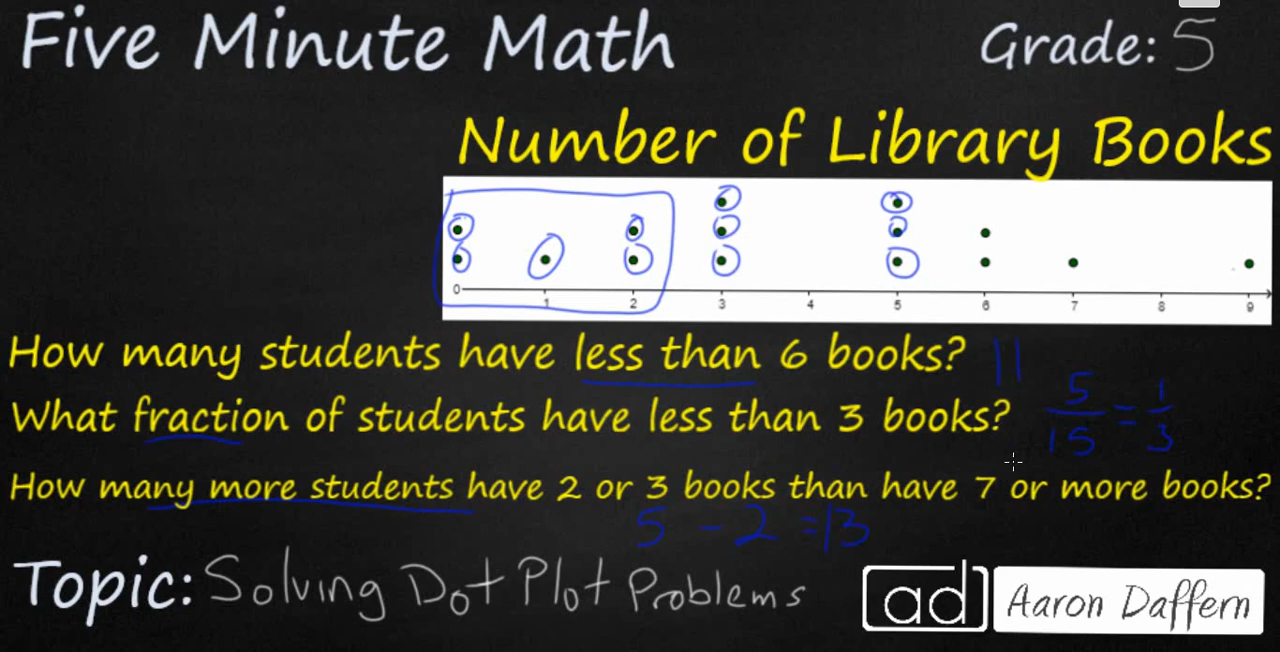 Five Minute Math
Grade: 5
Number of Library Books
0 1 2 3 4 5 6 7 8 9
How many students have less than 6 books? 11
What fraction of students have less than 3 books? 5/15 = 1/3
How many more students have 2 or 3 books than have 7 or more books?
5 - 2 = 13
Topic: Solving Dot Plot Problems
ad Aaron Daffern